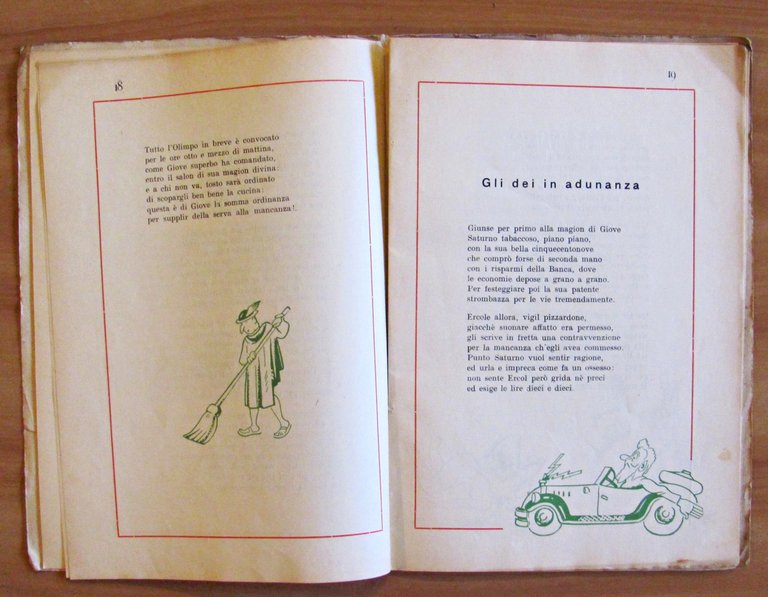 18
Tutto l'Olimpo in breve è convocato
per le ore otto e mezzo di mattina,
come Giove superbo ha comandato,
entro il salon di sua magion divina:
e a chi non va, tosto sarà ordinato
di scopargli ben bene la cucina:
questa è di Giove la somma ordinanza
per supplir della serva alla mancanza!.
19
Gli dei in adunanza
Giunse per primo alla magion di Giove
Saturno tabaccoso, piano piano,
con la sua bella cinquecentonove
che comprò forse di seconda mano
con i risparmi della Banca, dove
le economie depose a grano a grano.
Per festeggiare poi la sua patente
strombazza per le vie tremendamente.
Ercole allora, vigil pizzardone,
giacchè suonare affatto era permesso,
gli scrive in fretta una contravvenzione
per la mancanza ch'egli avea commesso.
Punto Saturno vuol sentir ragione,
ed urla e impreca come fa un ossesso:
non sente Ercol però grida nè preci
ed esige le lire dieci e dieci.